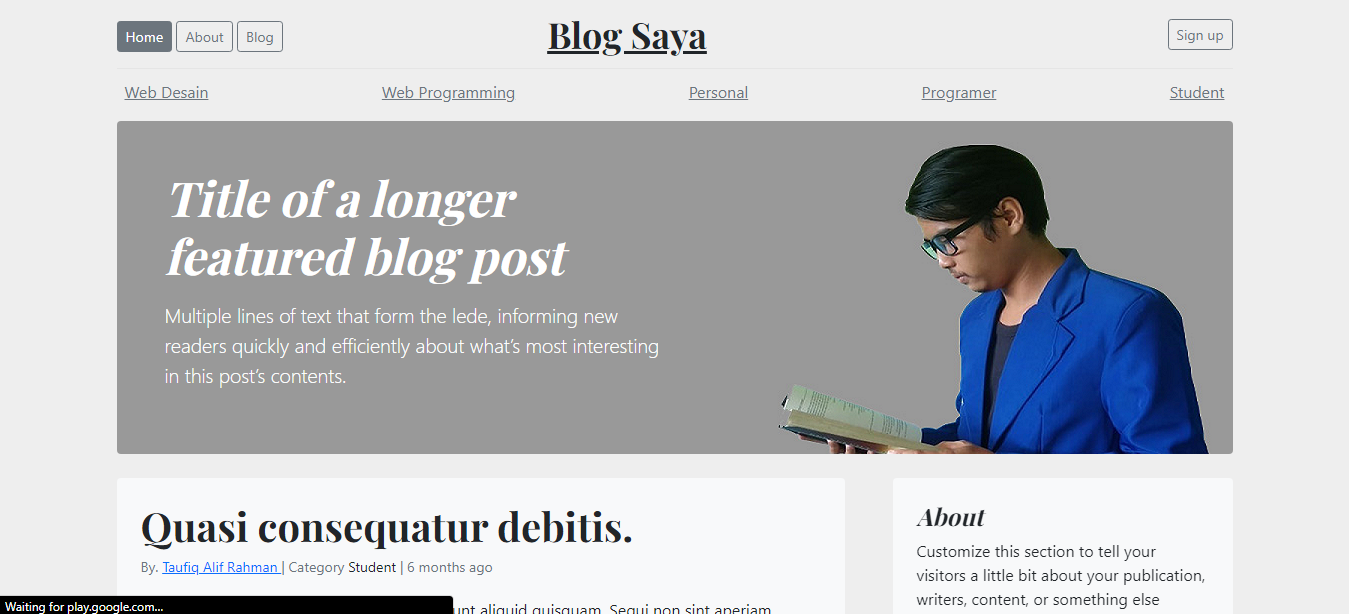 Home About Blog Blog Saya Sign up
Web Desain Web Programming Personal Programer Student
Title of a longer
featured blog post
Multiple lines of text that form the lede, informing new
readers quickly and efficiently about what's most interesting
in this post's contents.
Quasi consequatur debitis.
By. Taufiq Alif Rahman | Category Student | 6 months ago
aliquid quisquam. Sequi non sint aperiam
About
Customize this section to tell your
visitors a little bit about your publication,
writers, content, or something else
Waiting for play.google.com...